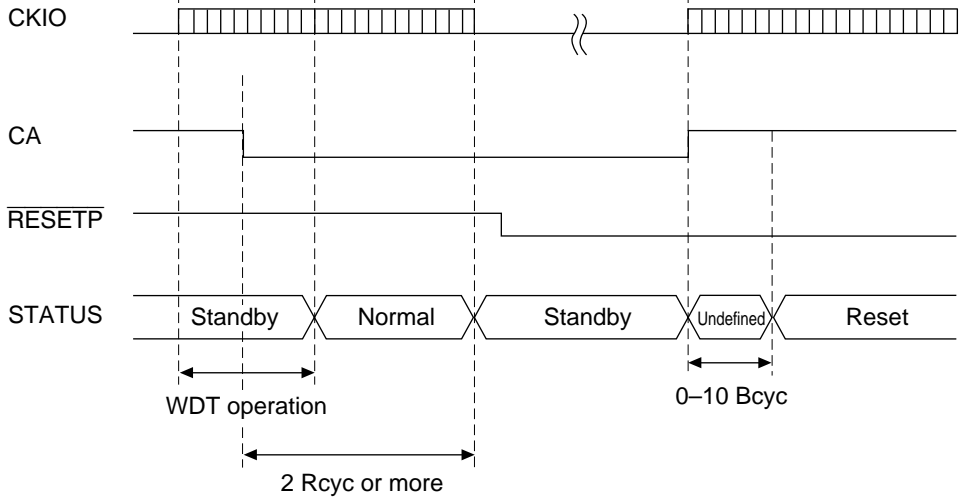 CKIO
CA
RESETP
STATUS
Standby
Normal
Standby
Undefined
Reset
WDT operation
0–10 Bcyc
2 Rcyc or more